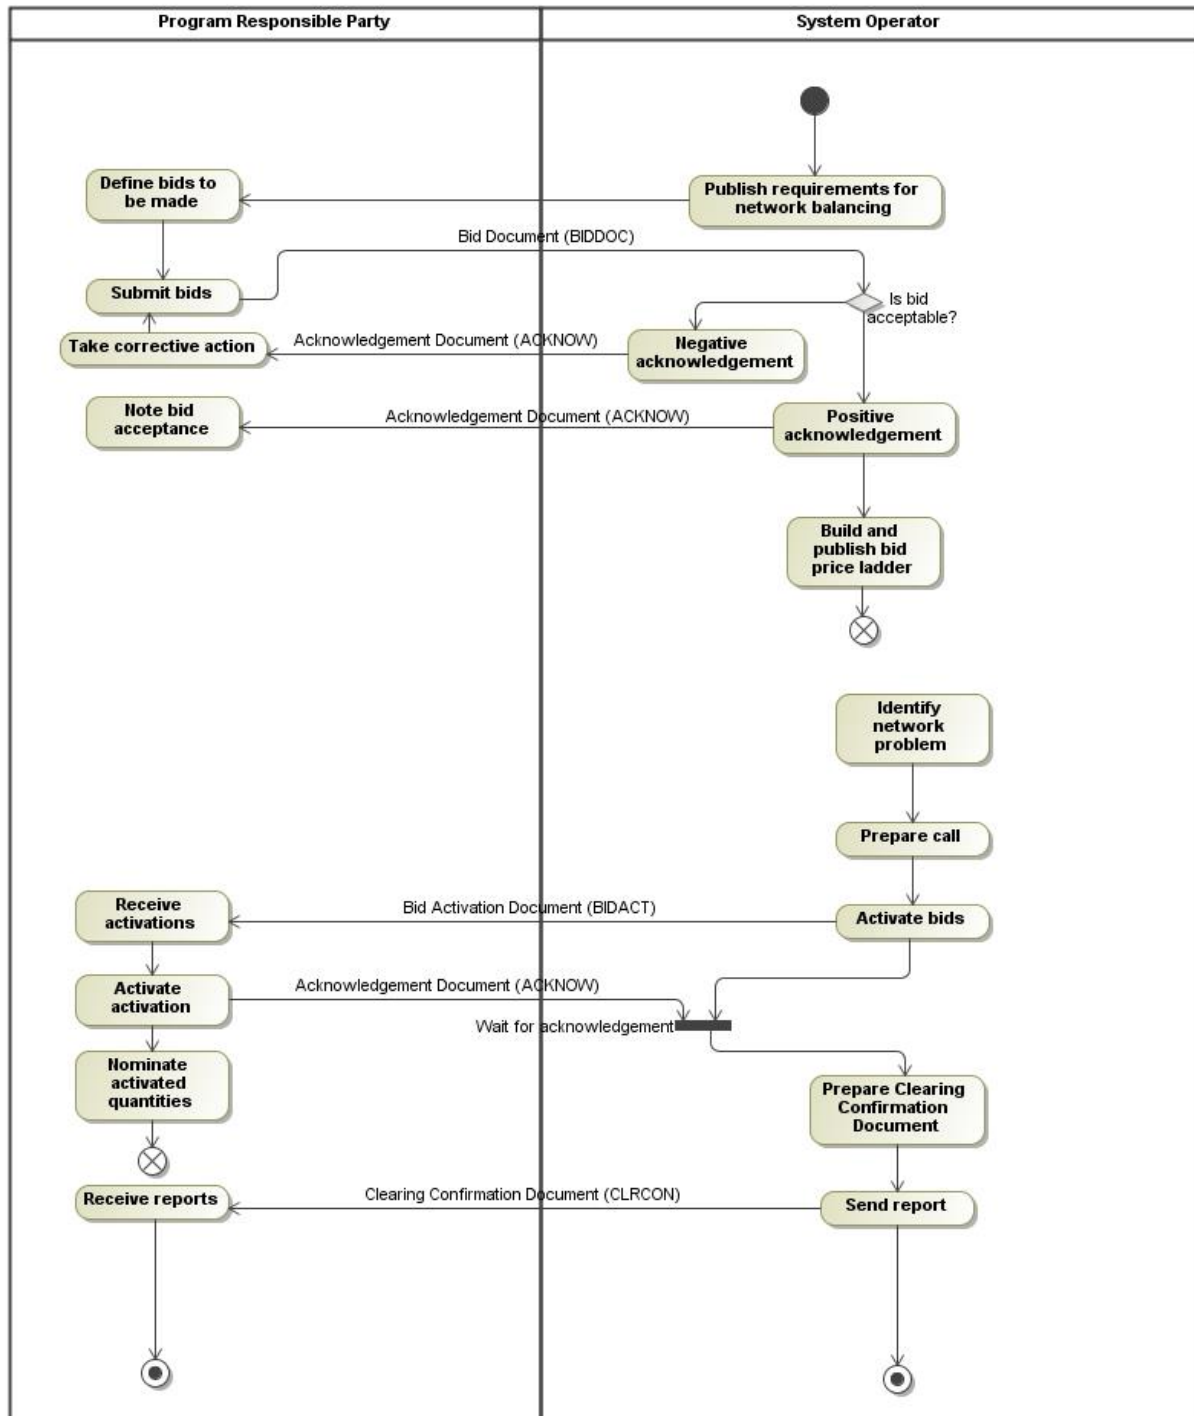 Program Responsible Party
System Operator
Define bids to
be made
Publish requirements for
network balancing
Bid Document (BIDDOC)
Submit bids
Is bid
acceptable?
Take corrective action
Acknowledgement Document (ACKNOW)
Negative
acknowledgement
Note bid
acceptance
Acknowledgement Document (ACKNOW)
Positive
acknowledgement
Build and
publish bid
price ladder
Identify
network
problem
Prepare call
Receive
activations
Bid Activation Document (BIDACT)
Activate bids
Activate
activation
Acknowledgement Document (ACKNOW)
Wait for acknowledgement
Nominate
activated
quantities
Prepare Clearing
Confirmation
Document
Receive reports
Clearing Confirmation Document (CLRCON)
Send report